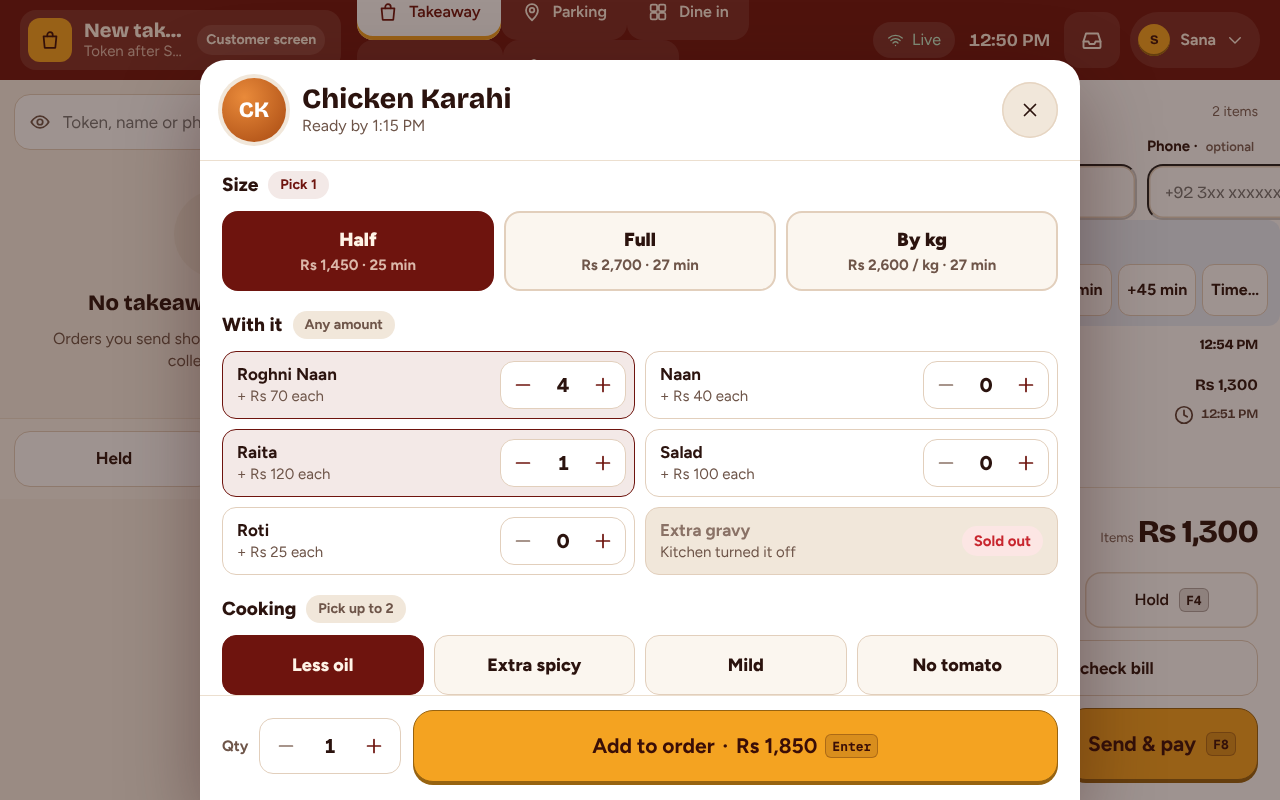 New tak...
Token after S...
Customer screen
Takeaway
Parking
Dine in
Live
12:50 PM
S
Sana
Token, name or ph
No takeaw
Orders you send sho
colle
Held
2 items
Phone · optional
+92 3xx xxxxxx
min
+45 min
Time...
12:54 PM
Rs 1,300
12:51 PM
Items Rs 1,300
Hold F4
check bill
Send & pay F8
CK
Chicken Karahi
Ready by 1:15 PM
Size Pick 1
Half
Rs 1,450 · 25 min
Full
Rs 2,700 · 27 min
By kg
Rs 2,600 / kg · 27 min
With it Any amount
Roghni Naan
+ Rs 70 each
− 4 +
Naan
+ Rs 40 each
− 0 +
Raita
+ Rs 120 each
− 1 +
Salad
+ Rs 100 each
− 0 +
Roti
+ Rs 25 each
− 0 +
Extra gravy
Kitchen turned it off
Sold out
Cooking Pick up to 2
Less oil
Extra spicy
Mild
No tomato
Qty − 1 +
Add to order · Rs 1,850 Enter